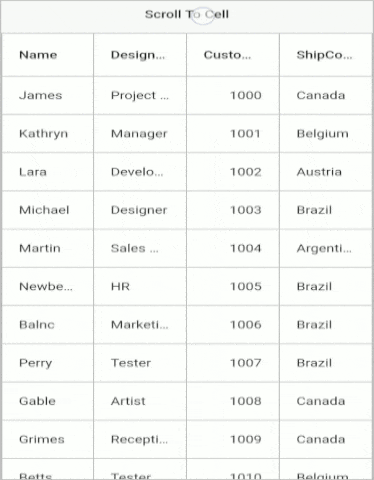 Scroll To Cell
Name Design... Custo... ShipCo...
James Project ... 1000 Canada
Kathryn Manager 1001 Belgium
Lara Develo... 1002 Austria
Michael Designer 1003 Brazil
Martin Sales ... 1004 Argenti...
Newbe... HR 1005 Brazil
Balnc Marketi... 1006 Brazil
Perry Tester 1007 Brazil
Gable Artist 1008 Canada
Grimes Recepti... 1009 Canada
Betts Tester 1010 Belgium